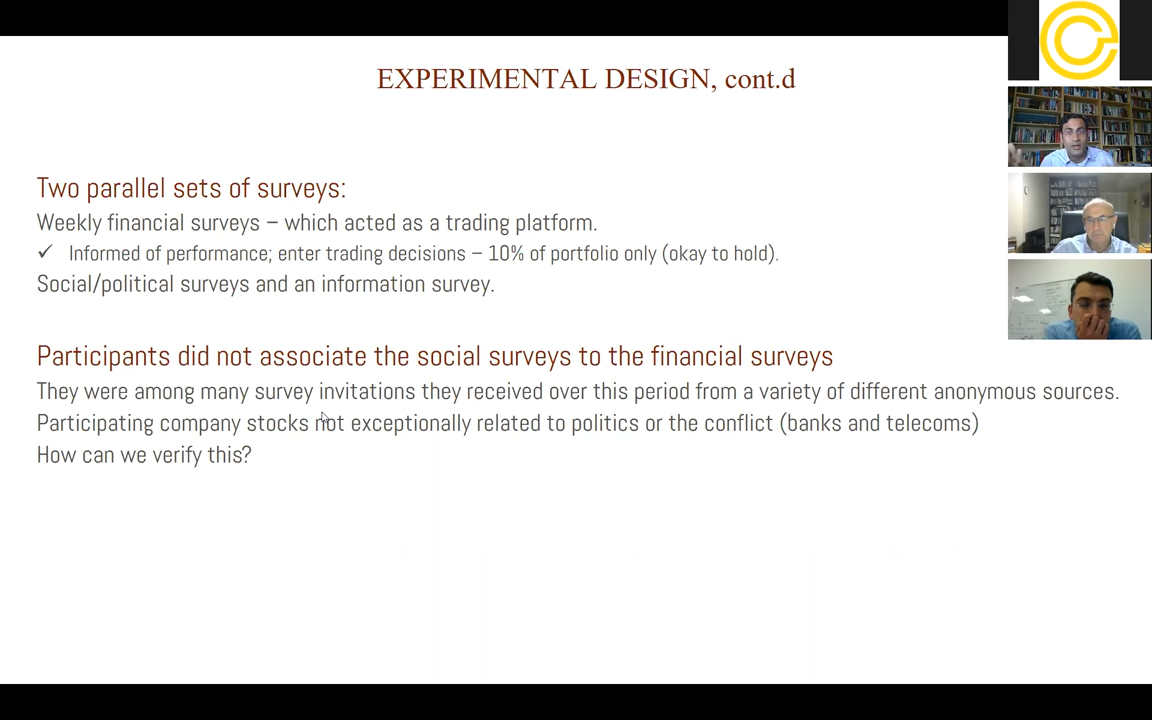 EXPERIMENTAL DESIGN, cont.d
Two parallel sets of surveys:
Weekly financial surveys – which acted as a trading platform.
✓ Informed of performance; enter trading decisions – 10% of portfolio only (okay to hold).
Social/political surveys and an information survey.
Participants did not associate the social surveys to the financial surveys
They were among many survey invitations they received over this period from a variety of different anonymous sources.
Participating company stocks not exceptionally related to politics or the conflict (banks and telecoms)
How can we verify this?